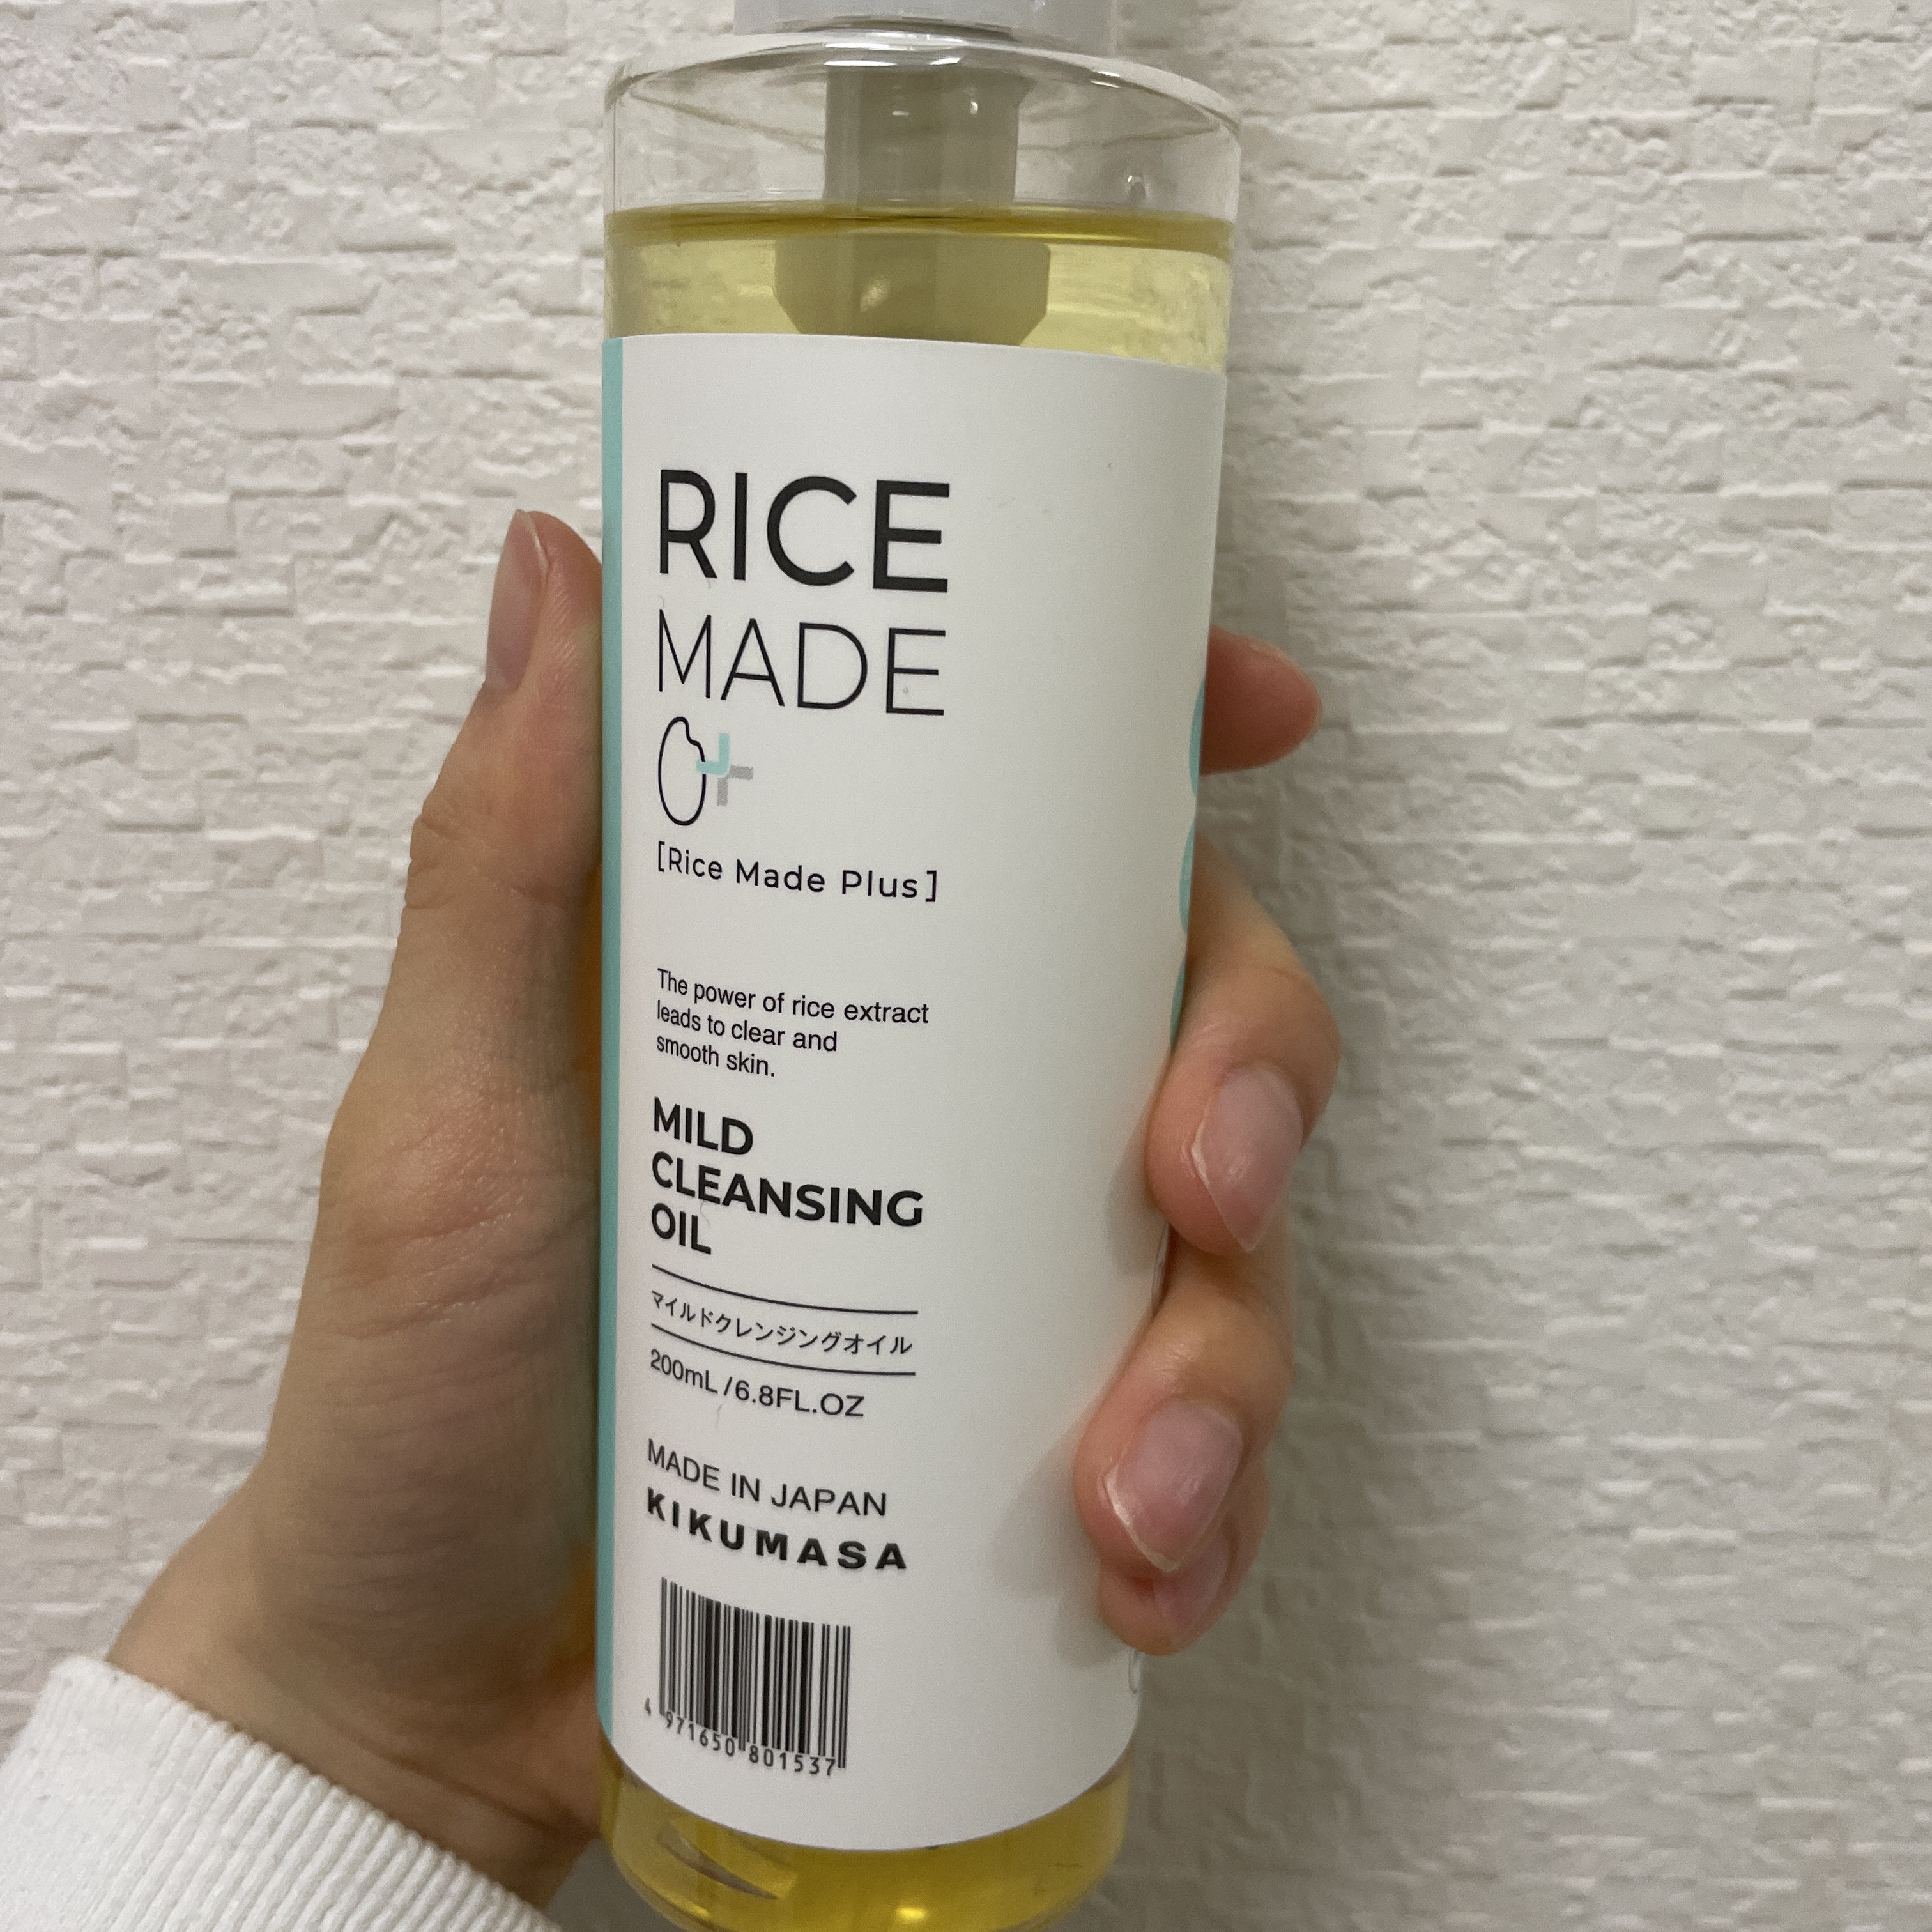 RICE
MADE
[Rice Made Plus]
The power of rice extract
leads to clear and
smooth skin.
MILD
CLEANSING
OIL
マイルドクレンジングオイル
200mL/6.8FL.OZ
MADE IN JAPAN
KIKUMASA
4 971650 801537